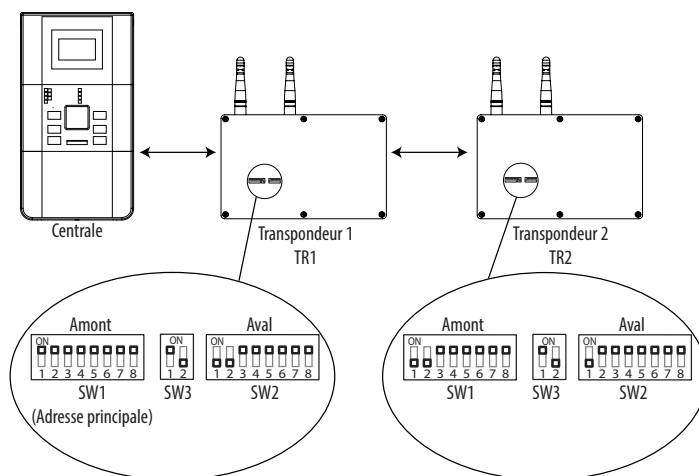 Centrale
Transpondeur 1
TR1
Transpondeur 2
TR2
Amont
Aval
ON
1 2 3 4 5 6 7 8
ON
1 2
ON
1 2 3 4 5 6 7 8
SW1
SW3
SW2
(Adresse principale)
Amont
Aval
ON
1 2 3 4 5 6 7 8
ON
1 2
ON
1 2 3 4 5 6 7 8
SW1
SW3
SW2